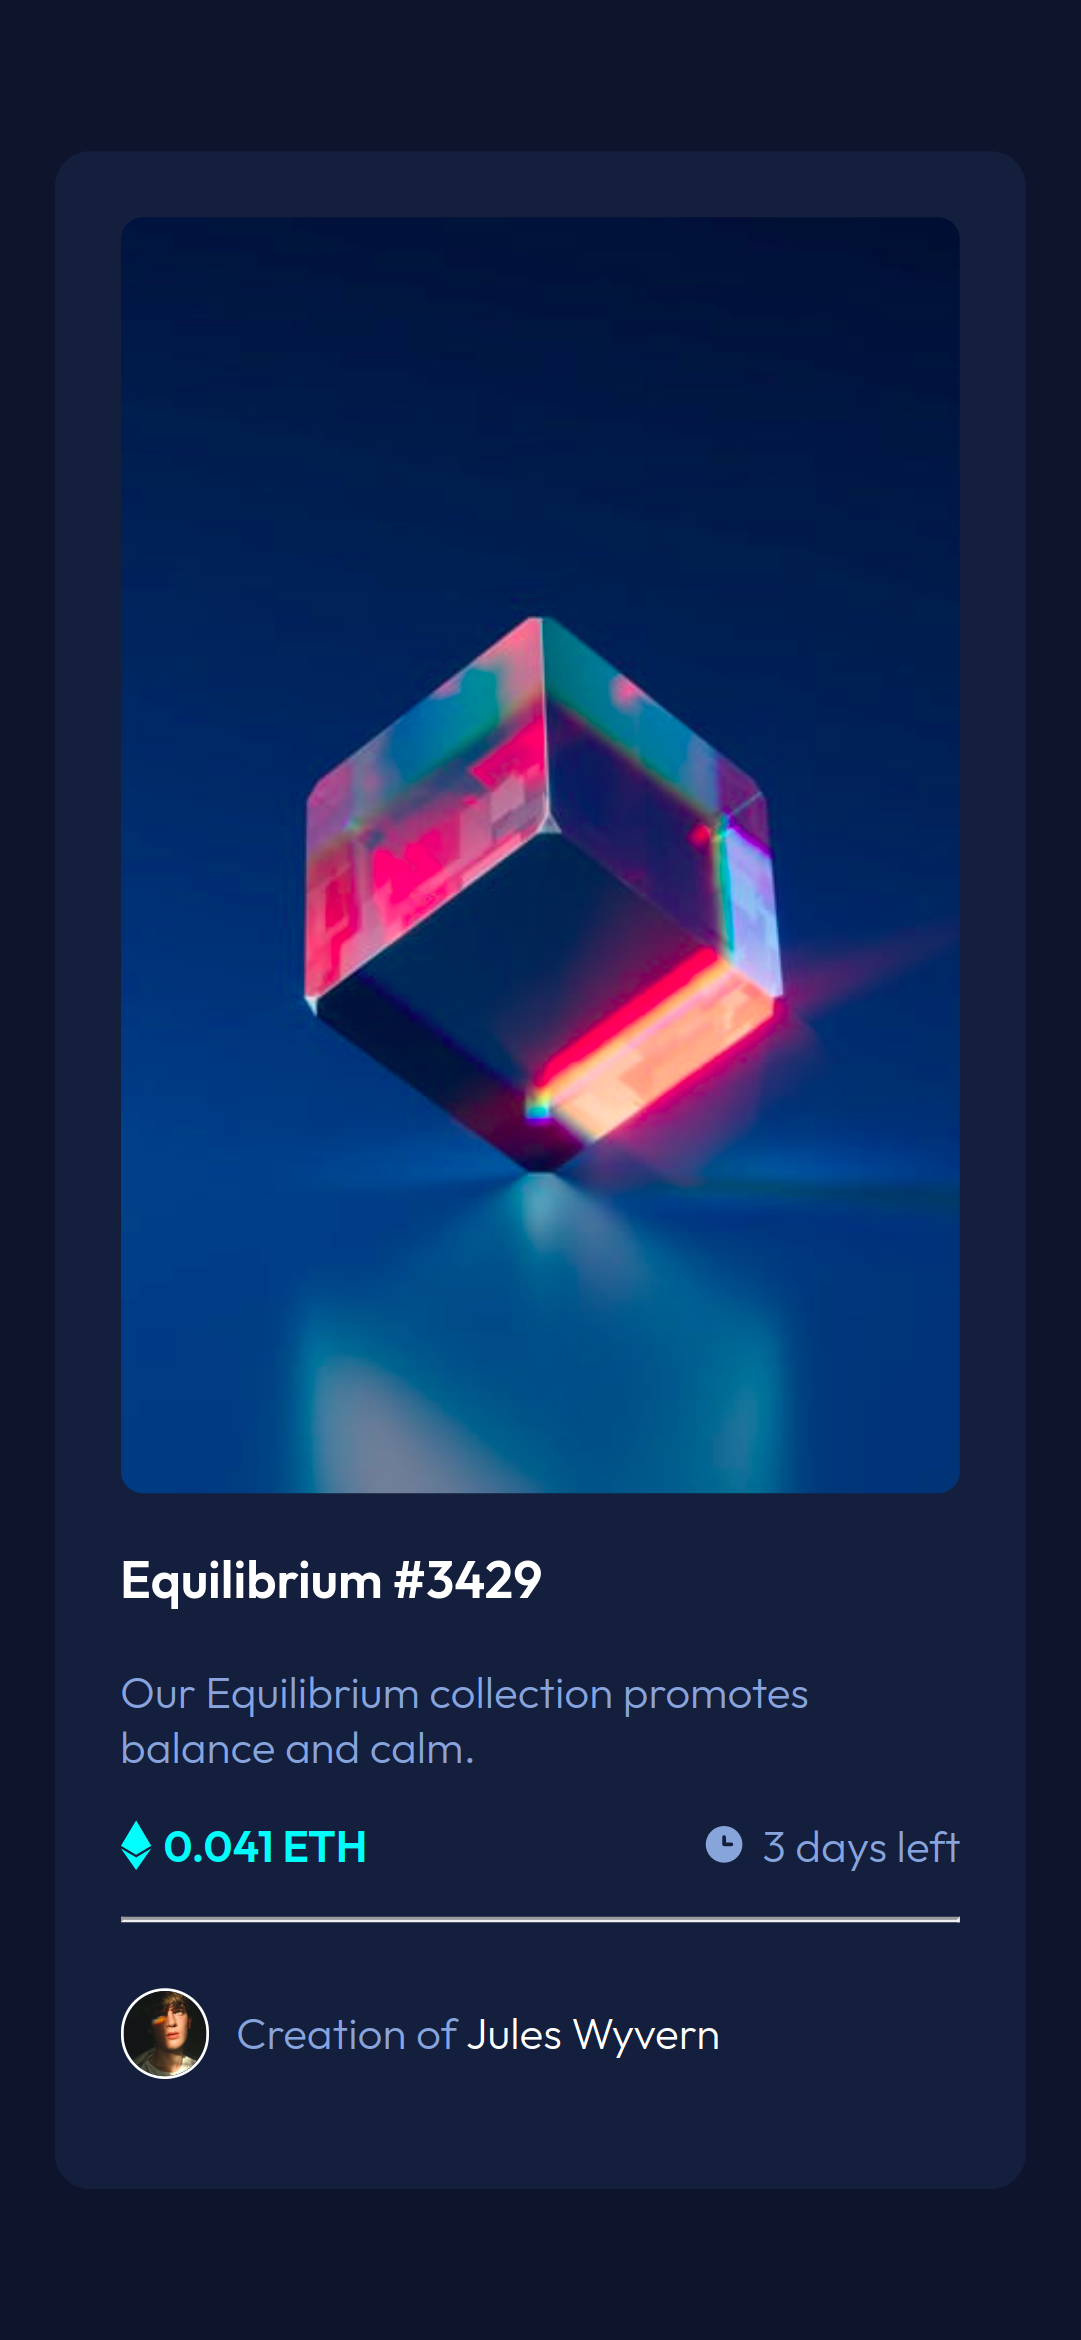 Equilibrium #3429
Our Equilibrium collection promotes
balance and calm.
0.041 ETH
3 days left
Creation of Jules Wyvern